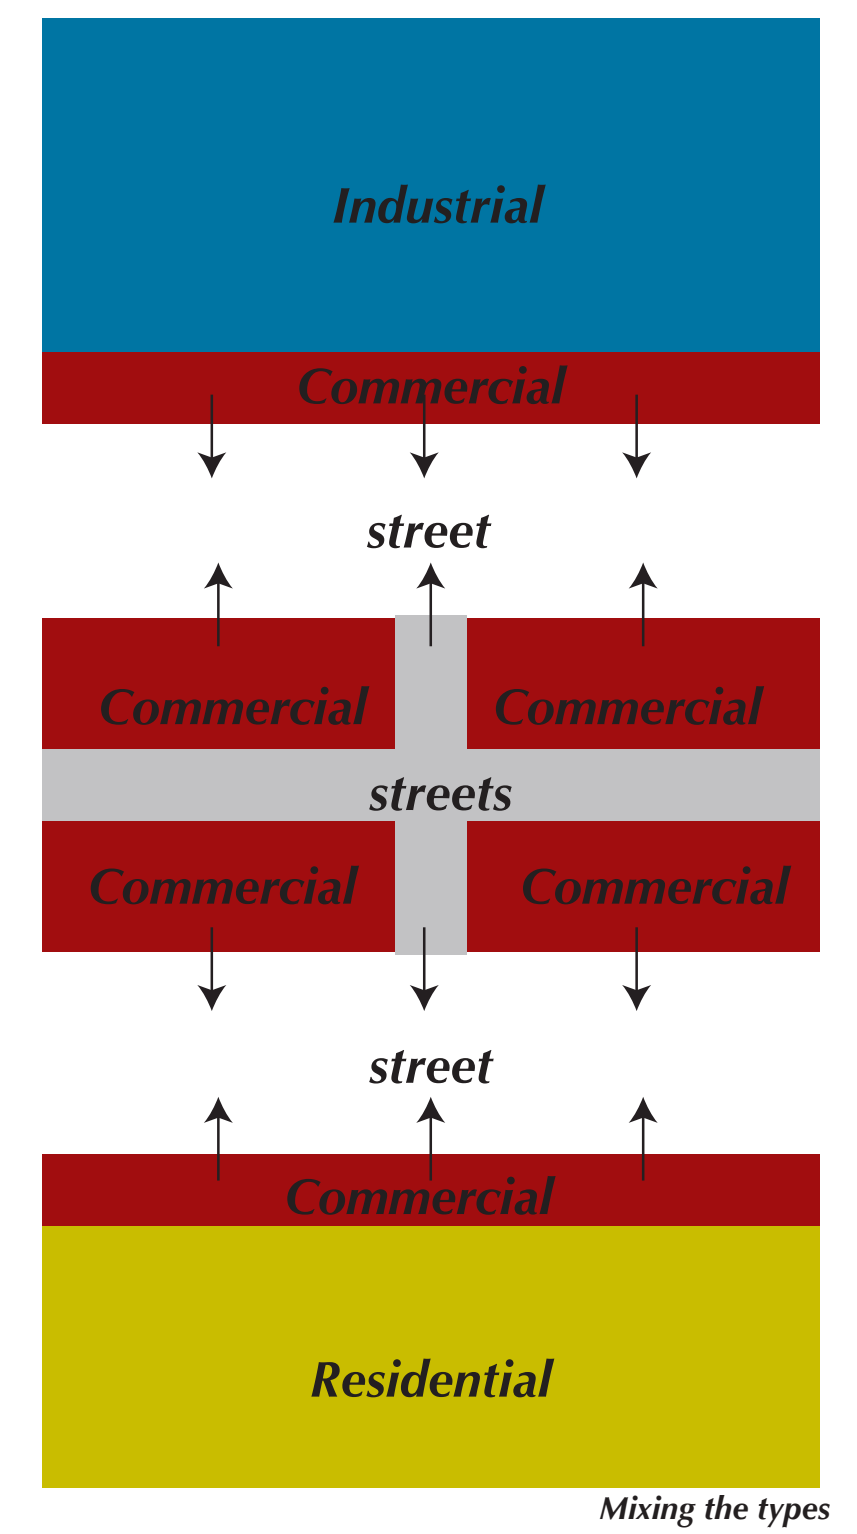 Industrial
Commercial
street
Commercial Commercial
streets
Commercial Commercial
street
Commercial
Residential
Mixing the types